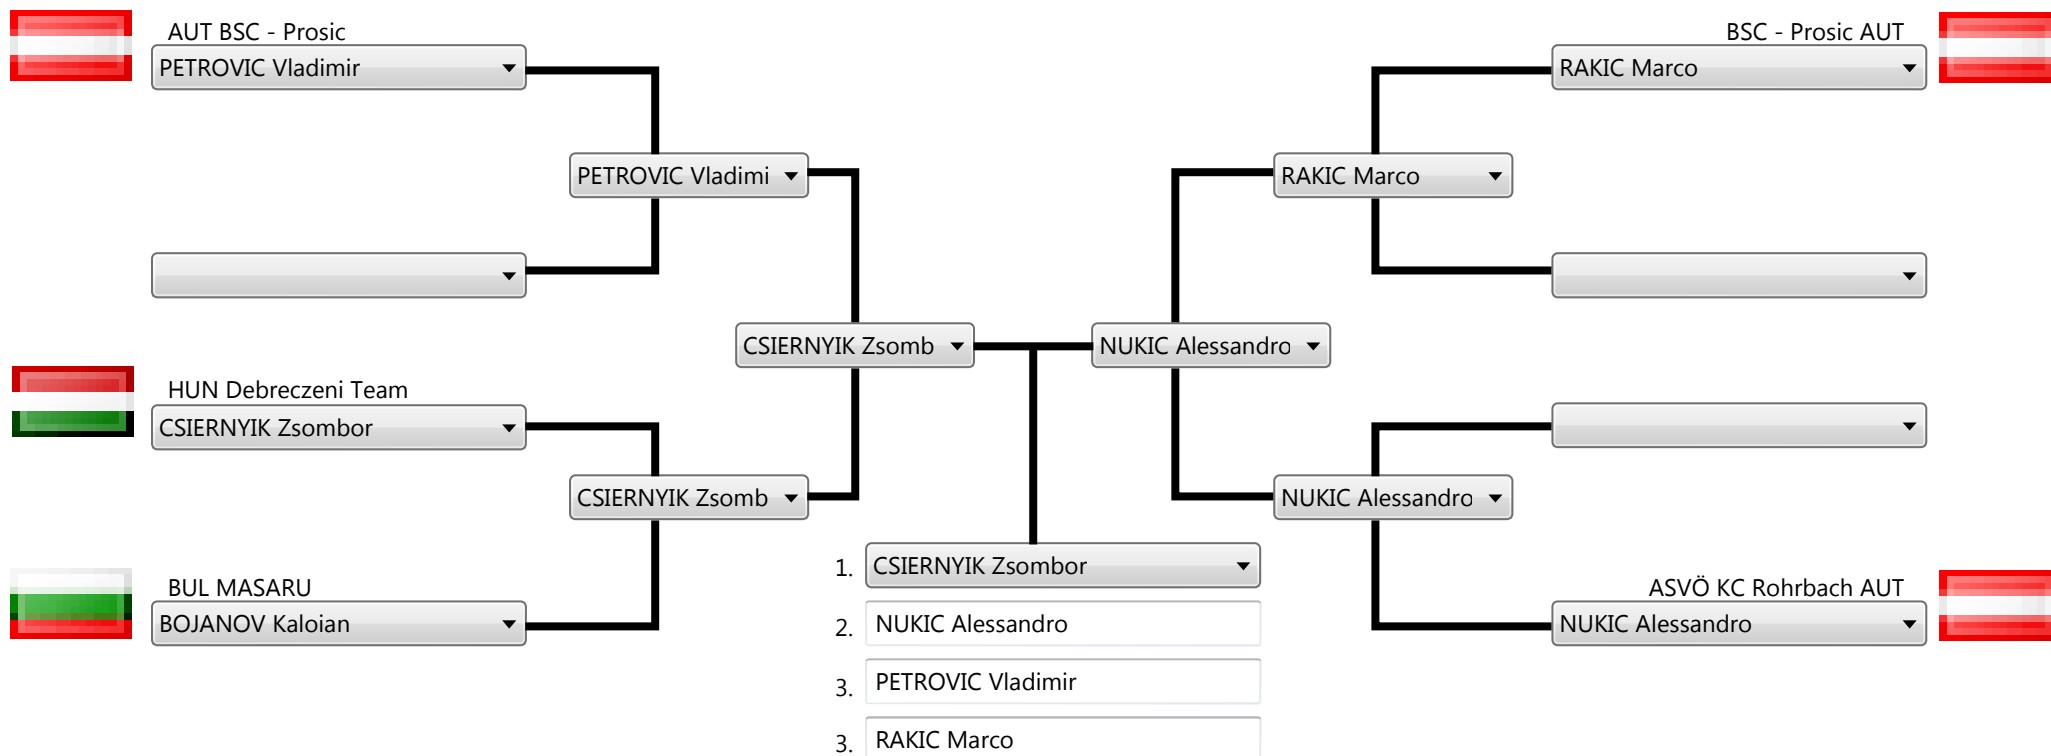 AUT BSC - Prosic
PETROVIC Vladimir
BSC - Prosic AUT
RAKIC Marco
PETROVIC Vladimi
RAKIC Marco
CSIERNYIK Zsomb
NUKIC Alessandro
HUN Debreczeni Team
CSIERNYIK Zsombor
CSIERNYIK Zsomb
NUKIC Alessandro
BUL MASARU
BOJANOV Kaloian
ASVÖ KC Rohrbach AUT
NUKIC Alessandro
1. CSIERNYIK Zsombor
2. NUKIC Alessandro
3. PETROVIC Vladimir
3. RAKIC Marco